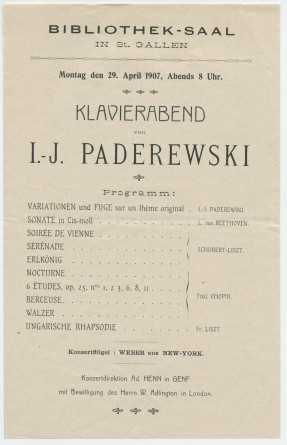 BIBLIOTHEK-SAAL
IN St. GALLEN
Montag den 29. April 1907, Abends 8 Uhr.
KLAVIERABEND
von
I.-J. PADEREWSKI
Programm:
VARIATIONEN und FUGE sur un thème original . I.-J. PADEREWSKI.
SONATE in Cis-moll . . . . . . L. van BEETHOVEN.
SOIRÉE DE VIENNE . . . . . .
SÉRÉNADE . . . . . . . SCHUBERT-LISZT.
ERLKÖNIG . . . . . . .
NOCTURNE . . . . . . .
6 ETUDES, op. 25, nos 1, 2, 3, 6, 8, 11 . . .
BERCEUSE . . . . . . . Fréd. CHOPIN.
WALZER . . . . . . .
UNGARISCHE RHAPSODIE . . . . . Fr. LISZT.
Konzertflügel : WEBER aus NEW-YORK.
Konzertdirektion Ad. HENN in GENF
mit Bewilligung des Herrn W. Adlington in London.